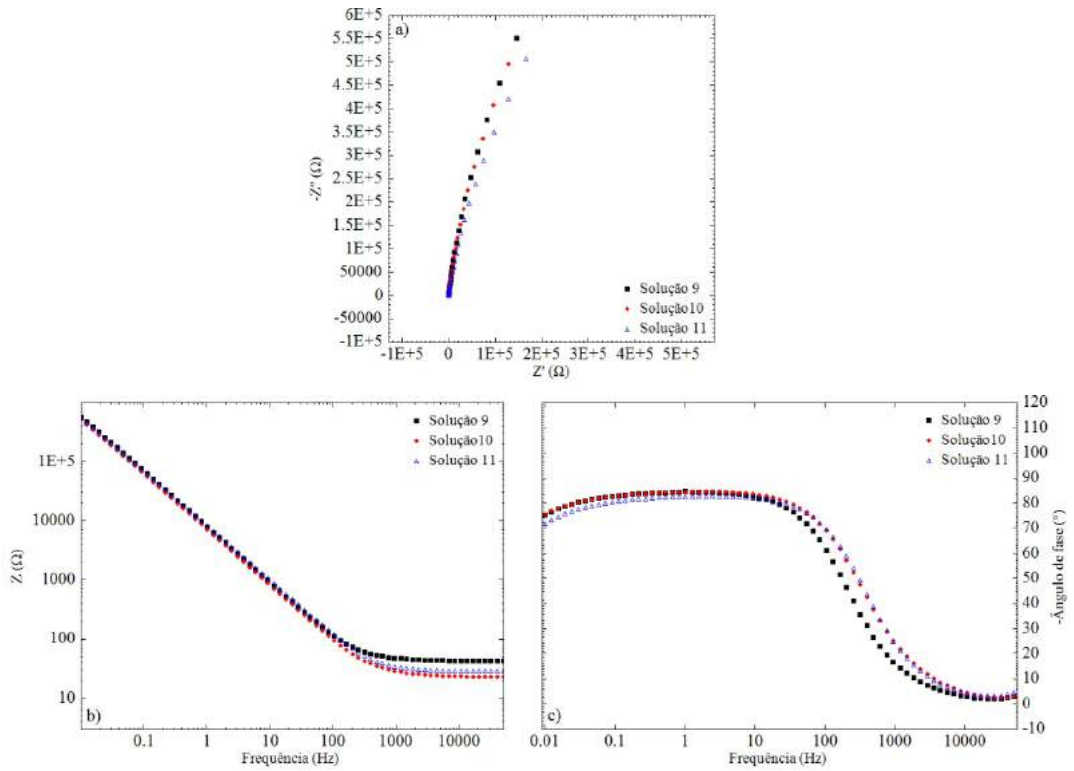 a)
6E+5
5.5E+5
5E+5
4.5E+5
4E+5
3.5E+5
3E+5
2.5E+5
2E+5
1.5E+5
1E+5
50000
0
-50000
-1E+5
-Z'' (Ω)
Solução 9
Solução10
Solução 11
-1E+5 0 1E+5 2E+5 3E+5 4E+5 5E+5
Z' (Ω)
Solução 9
Solução10
Solução 11
1E+5
10000
1000
100
10
Z (Ω)
b)
0.1 1 10 100 1000 10000
Frequência (Hz)
Solução 9
Solução10
Solução 11
120
110
100
90
80
70
60
50
40
30
20
10
0
-10
-Ângulo de fase (°)
c)
0.01 0.1 1 10 100 1000 10000
Frequência (Hz)